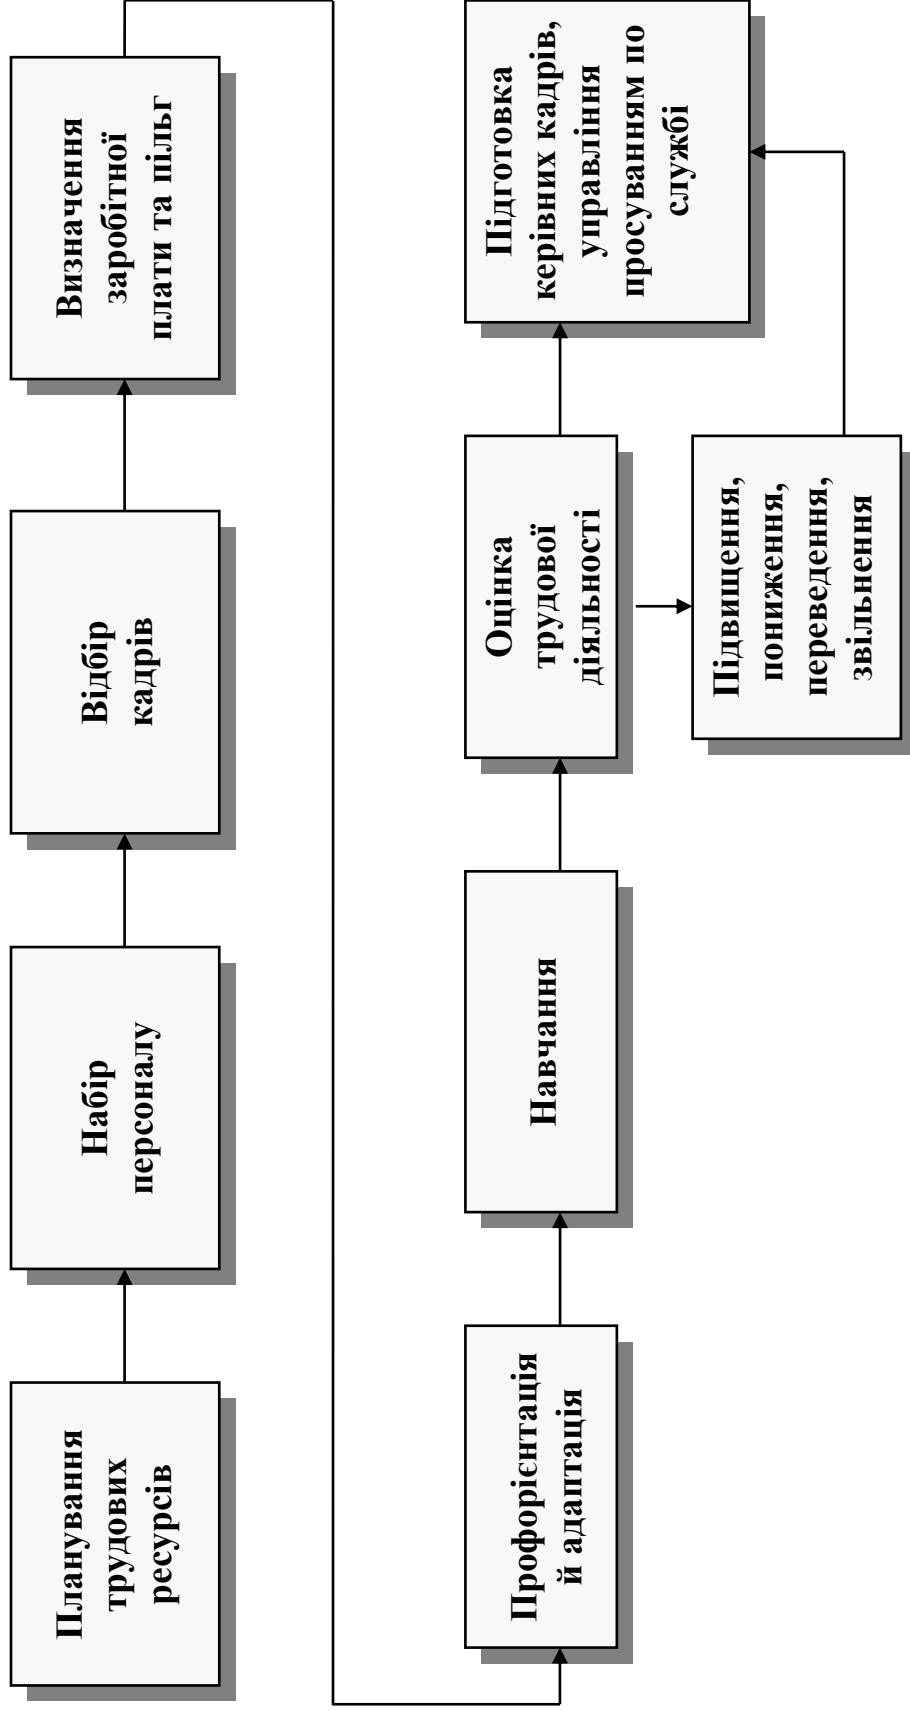 Планування
трудових
ресурсів
Набір
персоналу
Відбір
кадрів
Визначення
заробітної
плати та пільг
Профорієнтація
й адаптація
Навчання
Оцінка
трудової
діяльності
Підготовка
керівних кадрів,
управління
просуванням по
службі
Підвищення,
пониження,
переведення,
звільнення